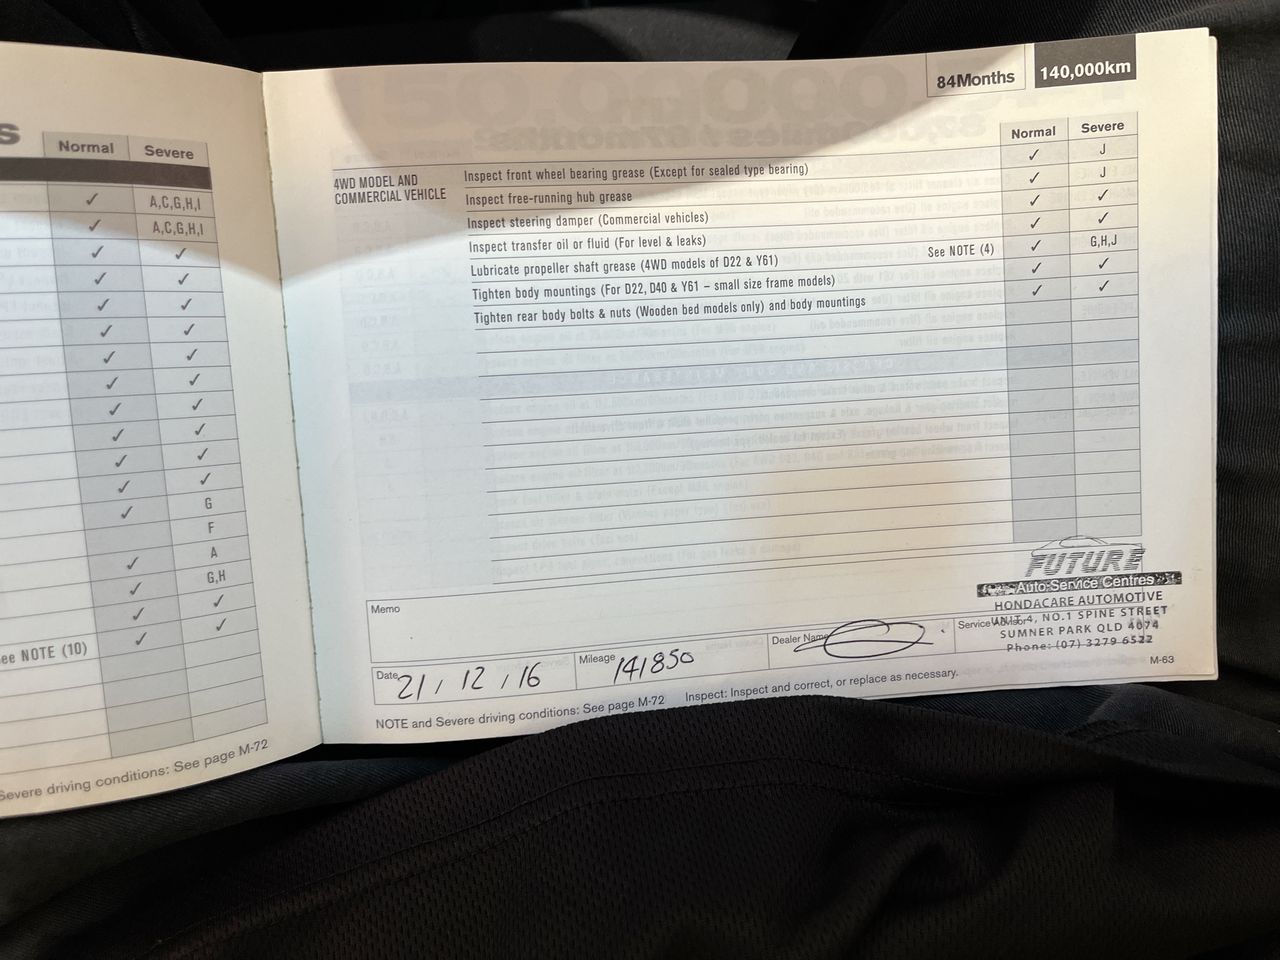 s
Normal Severe
✓ A,C,G,H,I
✓ A,C,G,H,I
✓ ✓
✓ ✓
✓ ✓
✓ ✓
✓ ✓
✓ ✓
✓ ✓
✓ ✓
✓ ✓
✓ ✓
✓ G
F
✓ A
✓ G,H
✓ ✓
ee NOTE (10) ✓ ✓
Severe driving conditions: See page M-72
84Months 140,000km
Normal Severe
4WD MODEL AND
COMMERCIAL VEHICLE
Inspect front wheel bearing grease (Except for sealed type bearing) ✓ J
Inspect free-running hub grease ✓ J
Inspect steering damper (Commercial vehicles) ✓ ✓
Inspect transfer oil or fluid (For level & leaks) ✓ ✓
Lubricate propeller shaft grease (4WD models of D22 & Y61) See NOTE (4) ✓ G,H,J
Tighten body mountings (For D22, D40 & Y61 – small size frame models) ✓ ✓
Tighten rear body bolts & nuts (Wooden bed models only) and body mountings ✓ ✓
Memo
Date 21 / 12 / 16
Mileage 141850
Dealer Name
Service Advisor
FUTURE
Auto Service Centres
HONDACARE AUTOMOTIVE
UNIT 4, NO.1 SPINE STREET
SUMNER PARK QLD 4074
Phone: (07) 3279 6522
NOTE and Severe driving conditions: See page M-72 Inspect: Inspect and correct, or replace as necessary.
M-63